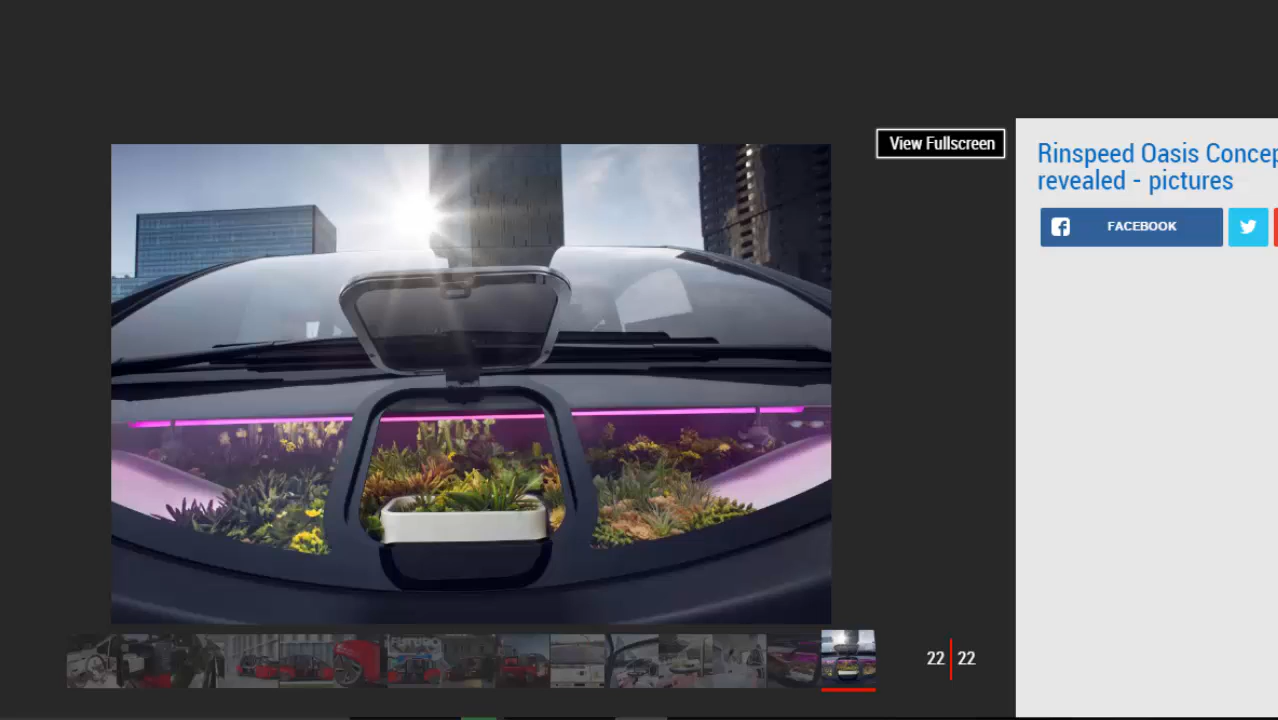 View Fullscreen
Rinspeed Oasis Concep
revealed - pictures
FACEBOOK
22 22